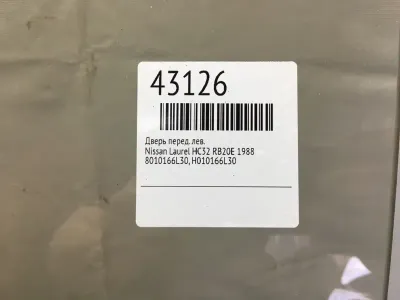 43126
Дверь перед. лев.
Nissan Laurel HC32 RB20E 1988
8010166L30, H010166L30